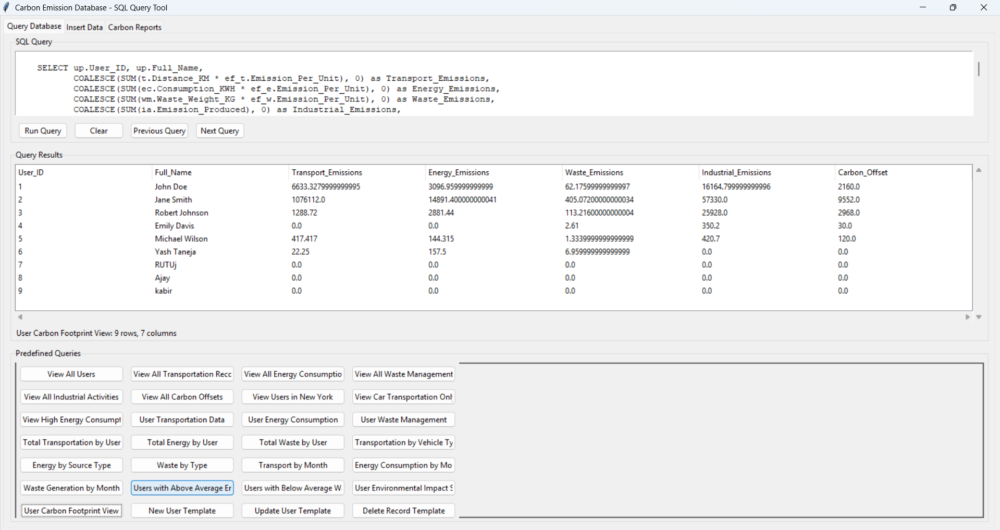 Carbon Emission Database - SQL Query Tool
Query Database Insert Data Carbon Reports
SQL Query
SELECT up.User_ID, up.Full_Name,
COALESCE(SUM(t.Distance_KM * ef_t.Emission_Per_Unit), 0) as Transport_Emissions,
COALESCE(SUM(ec.Consumption_KWH * ef_e.Emission_Per_Unit), 0) as Energy_Emissions,
COALESCE(SUM(wm.Waste_Weight_KG * ef_w.Emission_Per_Unit), 0) as Waste_Emissions,
COALESCE(SUM(ia.Emission_Produced), 0) as Industrial_Emissions,
Run Query Clear Previous Query Next Query
Query Results
User_ID Full_Name Transport_Emissions Energy_Emissions Waste_Emissions Industrial_Emissions Carbon_Offset
1 John Doe 6633.3279999999995 3096.959999999999 62.17599999999997 16164.799999999996 2160.0
2 Jane Smith 1076112.0 14891.400000000041 405.07200000000034 57330.0 9552.0
3 Robert Johnson 1288.72 2881.44 113.21600000000004 25928.0 2968.0
4 Emily Davis 0.0 0.0 2.61 350.2 30.0
5 Michael Wilson 417.417 144.315 1.3339999999999999 420.7 120.0
6 Yash Taneja 22.25 157.5 6.959999999999999 0.0 0.0
7 RUTUj 0.0 0.0 0.0 0.0 0.0
8 Ajay 0.0 0.0 0.0 0.0 0.0
9 kabir 0.0 0.0 0.0 0.0 0.0
User Carbon Footprint View: 9 rows, 7 columns
Predefined Queries
View All Users View All Transportation Recc View All Energy Consumptio View All Waste Management
View All Industrial Activities View All Carbon Offsets View Users in New York View Car Transportation Onl
View High Energy Consumpt User Transportation Data User Energy Consumption User Waste Management
Total Transportation by User Total Energy by User Total Waste by User Transportation by Vehicle Ty
Energy by Source Type Waste by Type Transport by Month Energy Consumption by Mo
Waste Generation by Month Users with Above Average Er Users with Below Average W User Environmental Impact S
User Carbon Footprint View New User Template Update User Template Delete Record Template